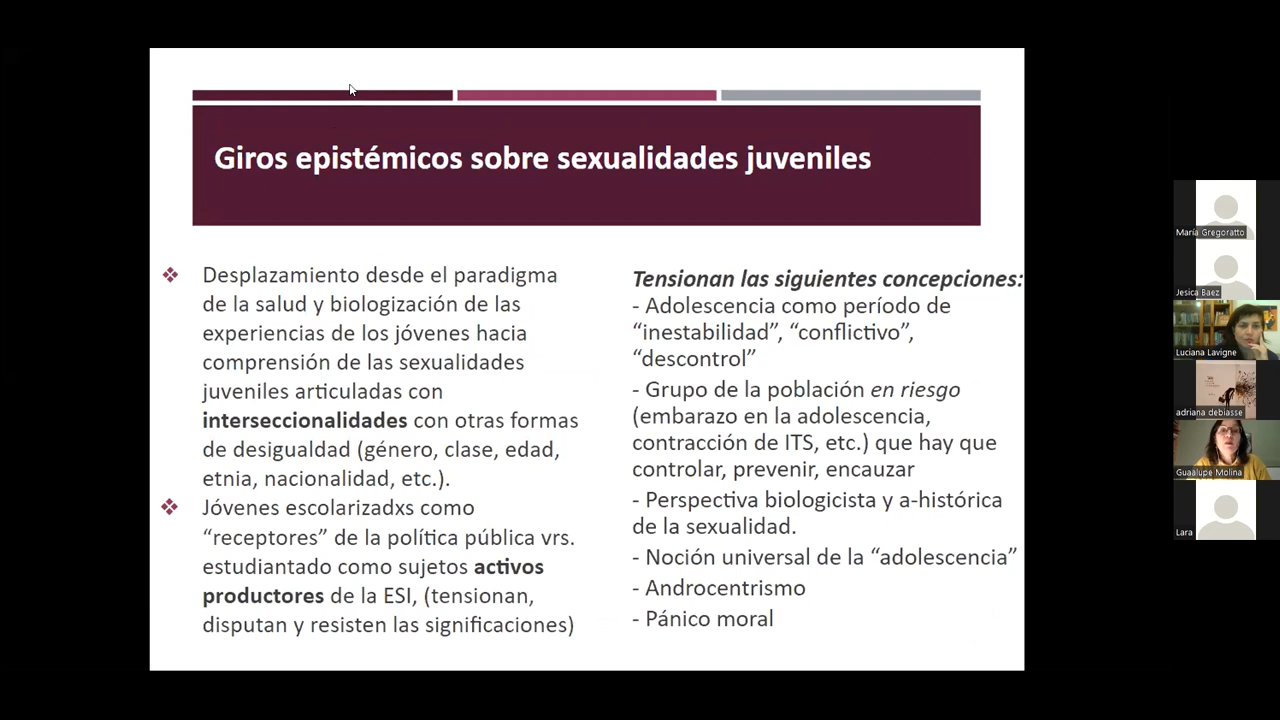 Giros epistémicos sobre sexualidades juveniles
Desplazamiento desde el paradigma
de la salud y biologización de las
experiencias de los jóvenes hacia
comprensión de las sexualidades
juveniles articuladas con
interseccionalidades con otras formas
de desigualdad (género, clase, edad,
etnia, nacionalidad, etc.).
Jóvenes escolarizadxs como
“receptores” de la política pública vrs.
estudiantado como sujetos activos
productores de la ESI, (tensionan,
disputan y resisten las significaciones)
Tensionan las siguientes concepciones:
- Adolescencia como período de
“inestabilidad”, “conflictivo”,
“descontrol”
- Grupo de la población en riesgo
(embarazo en la adolescencia,
contracción de ITS, etc.) que hay que
controlar, prevenir, encauzar
- Perspectiva biologicista y a-histórica
de la sexualidad.
- Noción universal de la “adolescencia”
- Androcentrismo
- Pánico moral
María Gregoratto
Jesica Baez
Luciana Lavigne
adriana debiasse
Guadalupe Molina
Lara